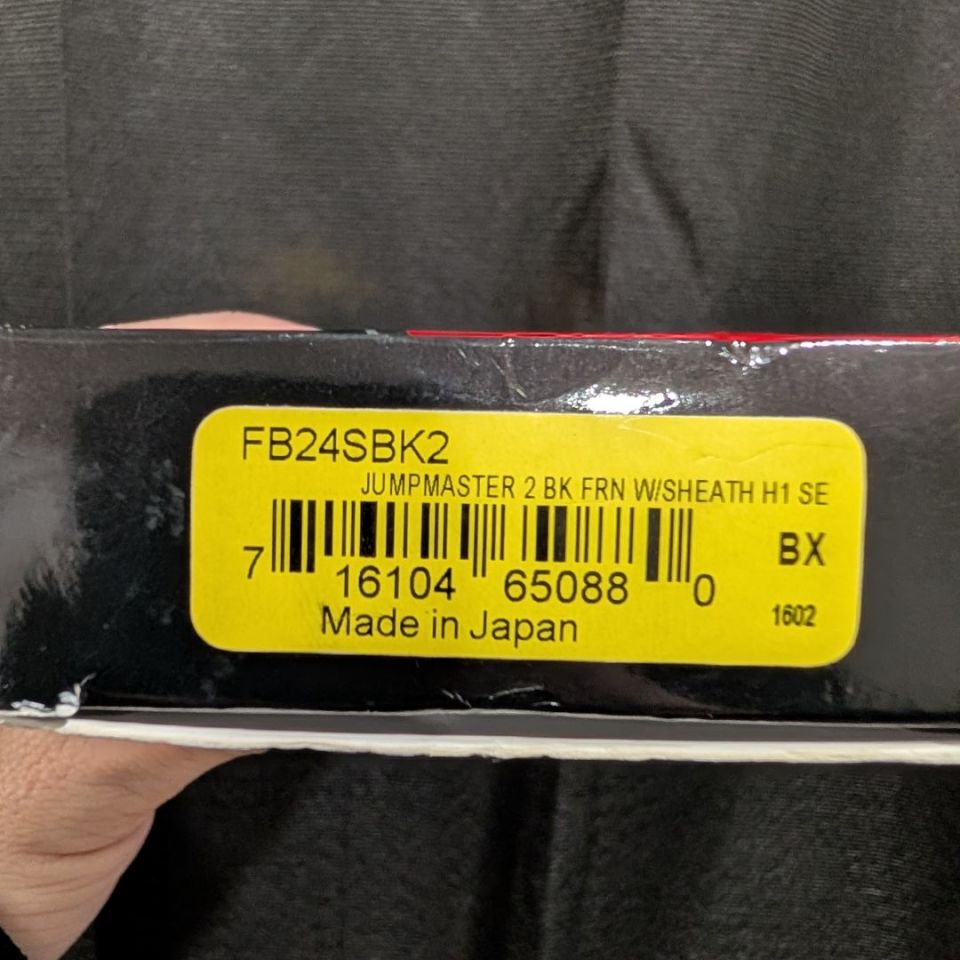 FB24SBK2
JUMPMASTER 2 BK FRN W/SHEATH H1 SE
BX
7 16104 65088 0
1602
Made in Japan